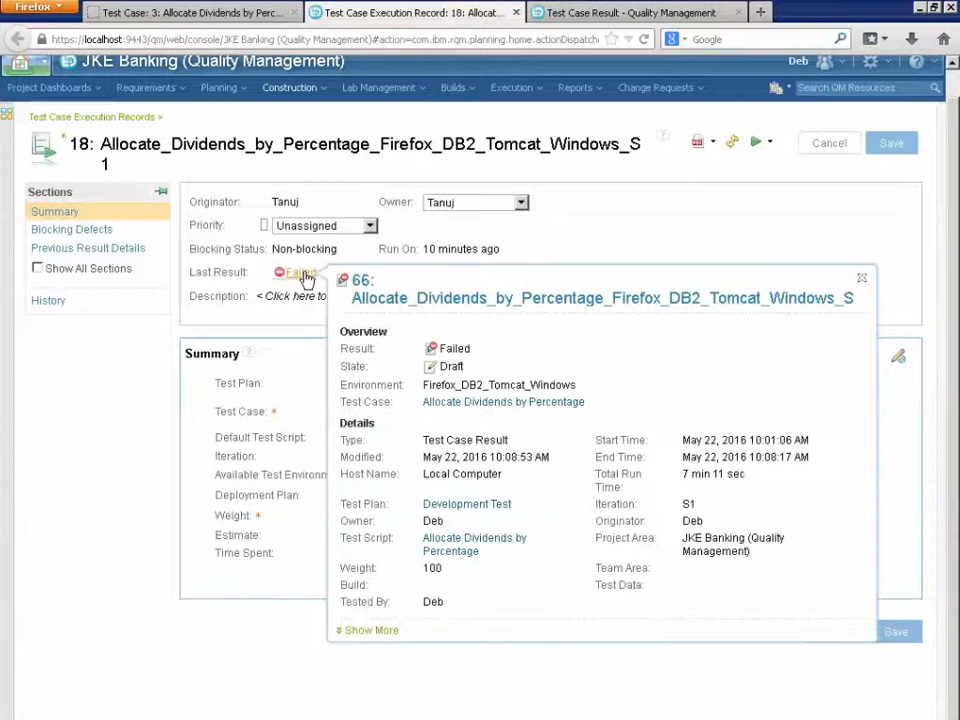 Firefox
Test Case: 3: Allocate Dividends by Perc...
Test Case Execution Record: 18: Allocat...
Test Case Result - Quality Management
https://localhost:9443/qm/web/console/JKE Banking (Quality Management)#action=com.ibm.rqm.planning.home.actionDispatche
Google
JKE Banking (Quality Management)
Deb
Project Dashboards
Requirements
Planning
Construction
Lab Management
Builds
Execution
Reports
Change Requests
Search QM Resources
Test Case Execution Records >
18: Allocate_Dividends_by_Percentage_Firefox_DB2_Tomcat_Windows_S
1
Cancel
Save
Sections
Summary
Blocking Defects
Previous Result Details
Show All Sections
History
Originator: Tanuj
Owner: Tanuj
Priority: Unassigned
Blocking Status: Non-blocking
Run On: 10 minutes ago
Last Result: Failed
Description: < Click here to
Summary
Test Plan:
Test Case: *
Default Test Script:
Iteration:
Available Test Environn
Deployment Plan
Weight: *
Estimate:
Time Spent:
66:
Allocate_Dividends_by_Percentage_Firefox_DB2_Tomcat_Windows_S
Overview
Result: Failed
State: Draft
Environment: Firefox_DB2_Tomcat_Windows
Test Case: Allocate Dividends by Percentage
Details
Type: Test Case Result
Start Time: May 22, 2016 10:01:06 AM
Modified: May 22, 2016 10:08:53 AM
End Time: May 22, 2016 10:08:17 AM
Host Name: Local Computer
Total Run
Time:
7 min 11 sec
Test Plan: Development Test
Iteration: S1
Owner: Deb
Originator: Deb
Test Script: Allocate Dividends by
Percentage
Project Area: JKE Banking (Quality
Management)
Weight: 100
Team Area:
Build:
Test Data:
Tested By: Deb
Show More
Save